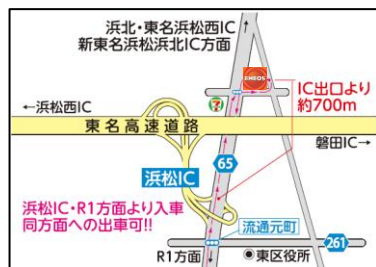 浜北・東名浜松西IC
新東名浜松浜北IC方面
ENEOS
IC出口より
約700m
7
←浜松西IC
東名高速道路
磐田IC→
65
浜松IC
浜松IC・R1方面より入車
同方面への出車可!!
流通元町
261
R1方面
東区役所